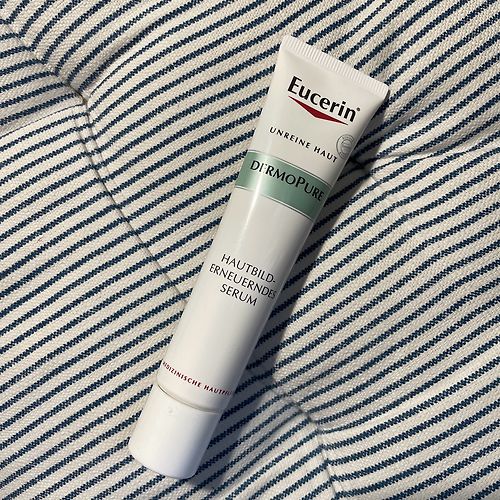 Eucerin®
UNREINE HAUT
DERMOPURE
HAUTBILD-
ERNEUERNDES
SERUM